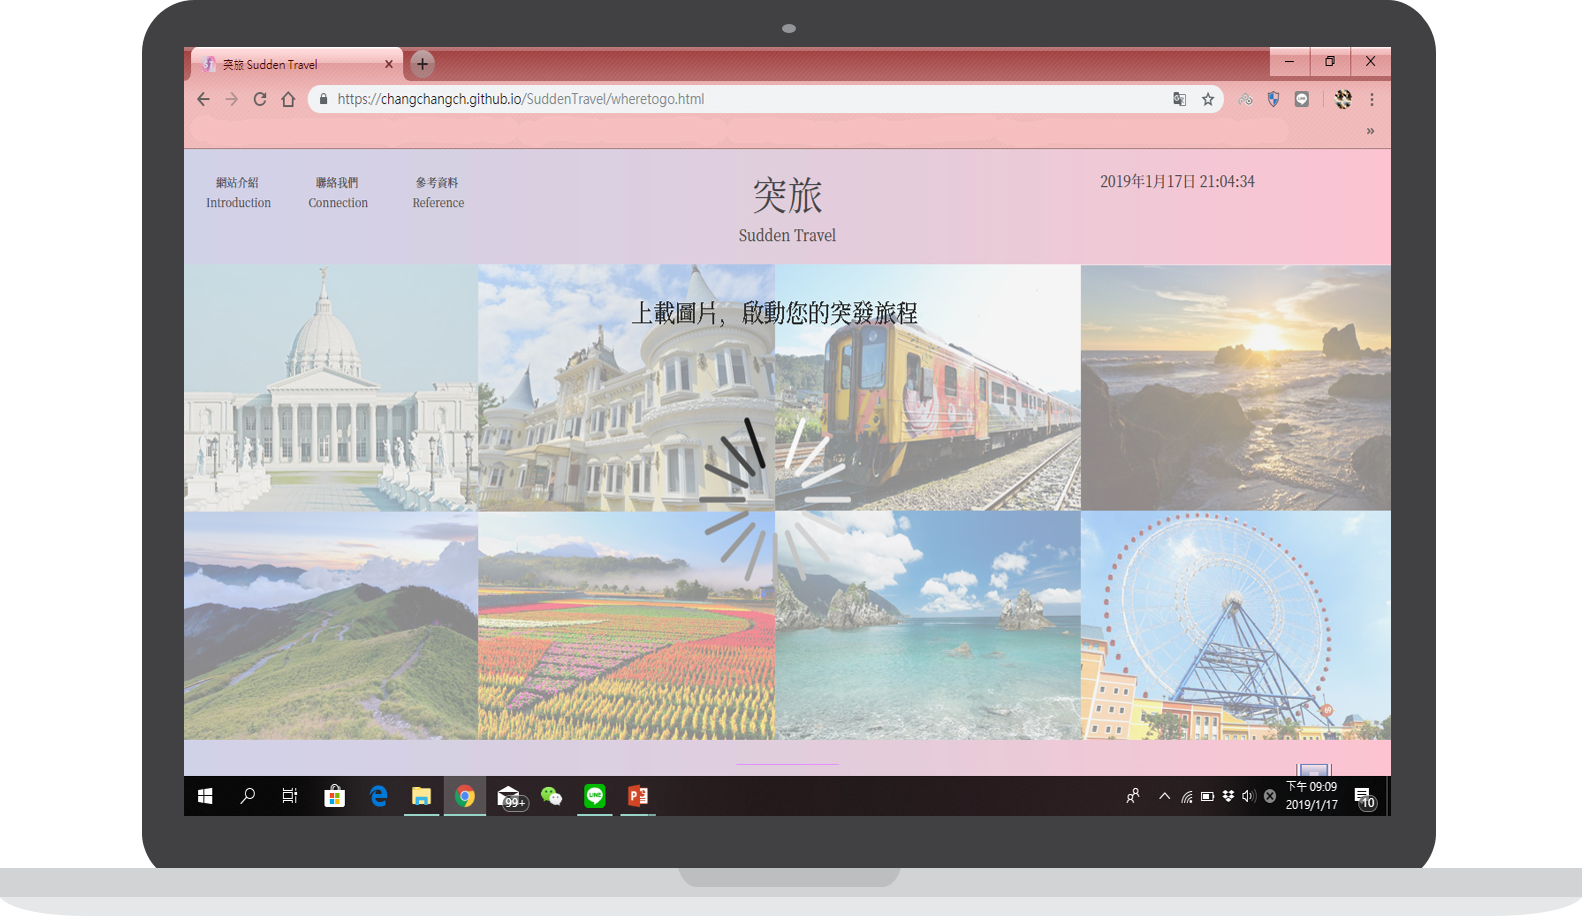 突旅 Sudden Travel
https://changchangch.github.io/SuddenTravel/wheretogo.html
網站介紹
Introduction
聯絡我們
Connection
參考資料
Reference
突旅
Sudden Travel
2019年1月17日 21:04:34
上載圖片，啟動您的突發旅程
99+
下午 09:09
2019/1/17
10